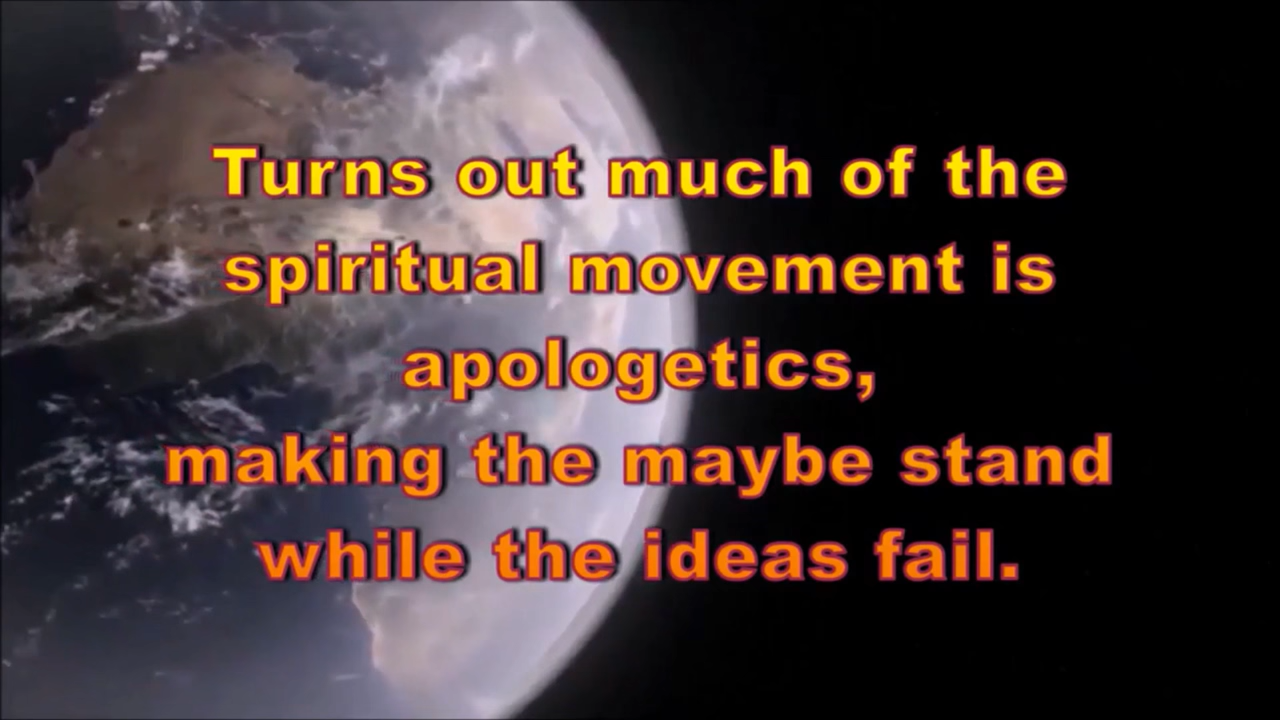 Turns out much of the
spiritual movement is
apologetics,
making the maybe stand
while the ideas fail.